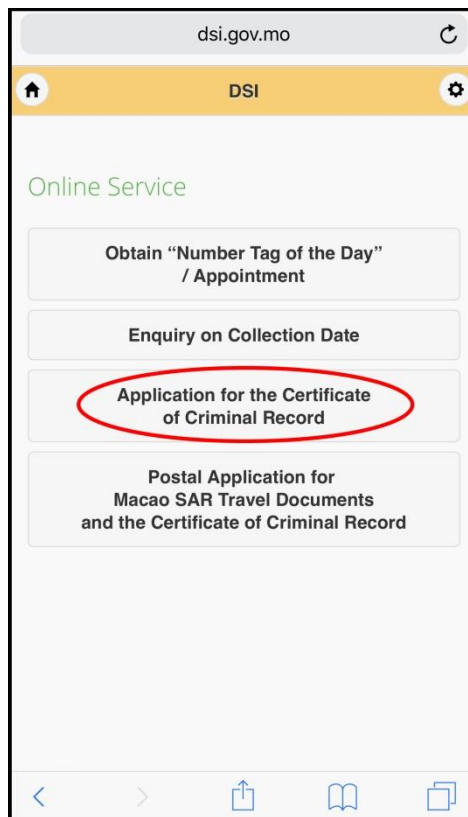 dsi.gov.mo
DSI
Online Service
Obtain “Number Tag of the Day”
/ Appointment
Enquiry on Collection Date
Application for the Certificate
of Criminal Record
Postal Application for
Macao SAR Travel Documents
and the Certificate of Criminal Record